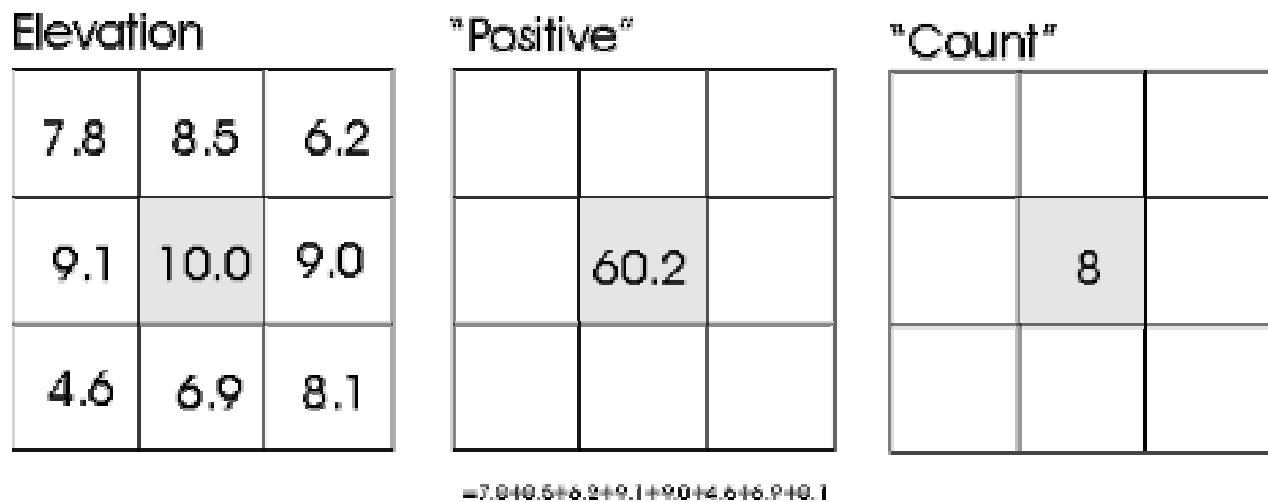 Elevation "Positive" "Count"
7.8 8.5 6.2
9.1 10.0 9.0 60.2 8
4.6 6.9 8.1
=7.8+8.5+6.2+9.1+9.0+4.6+6.9+8.1